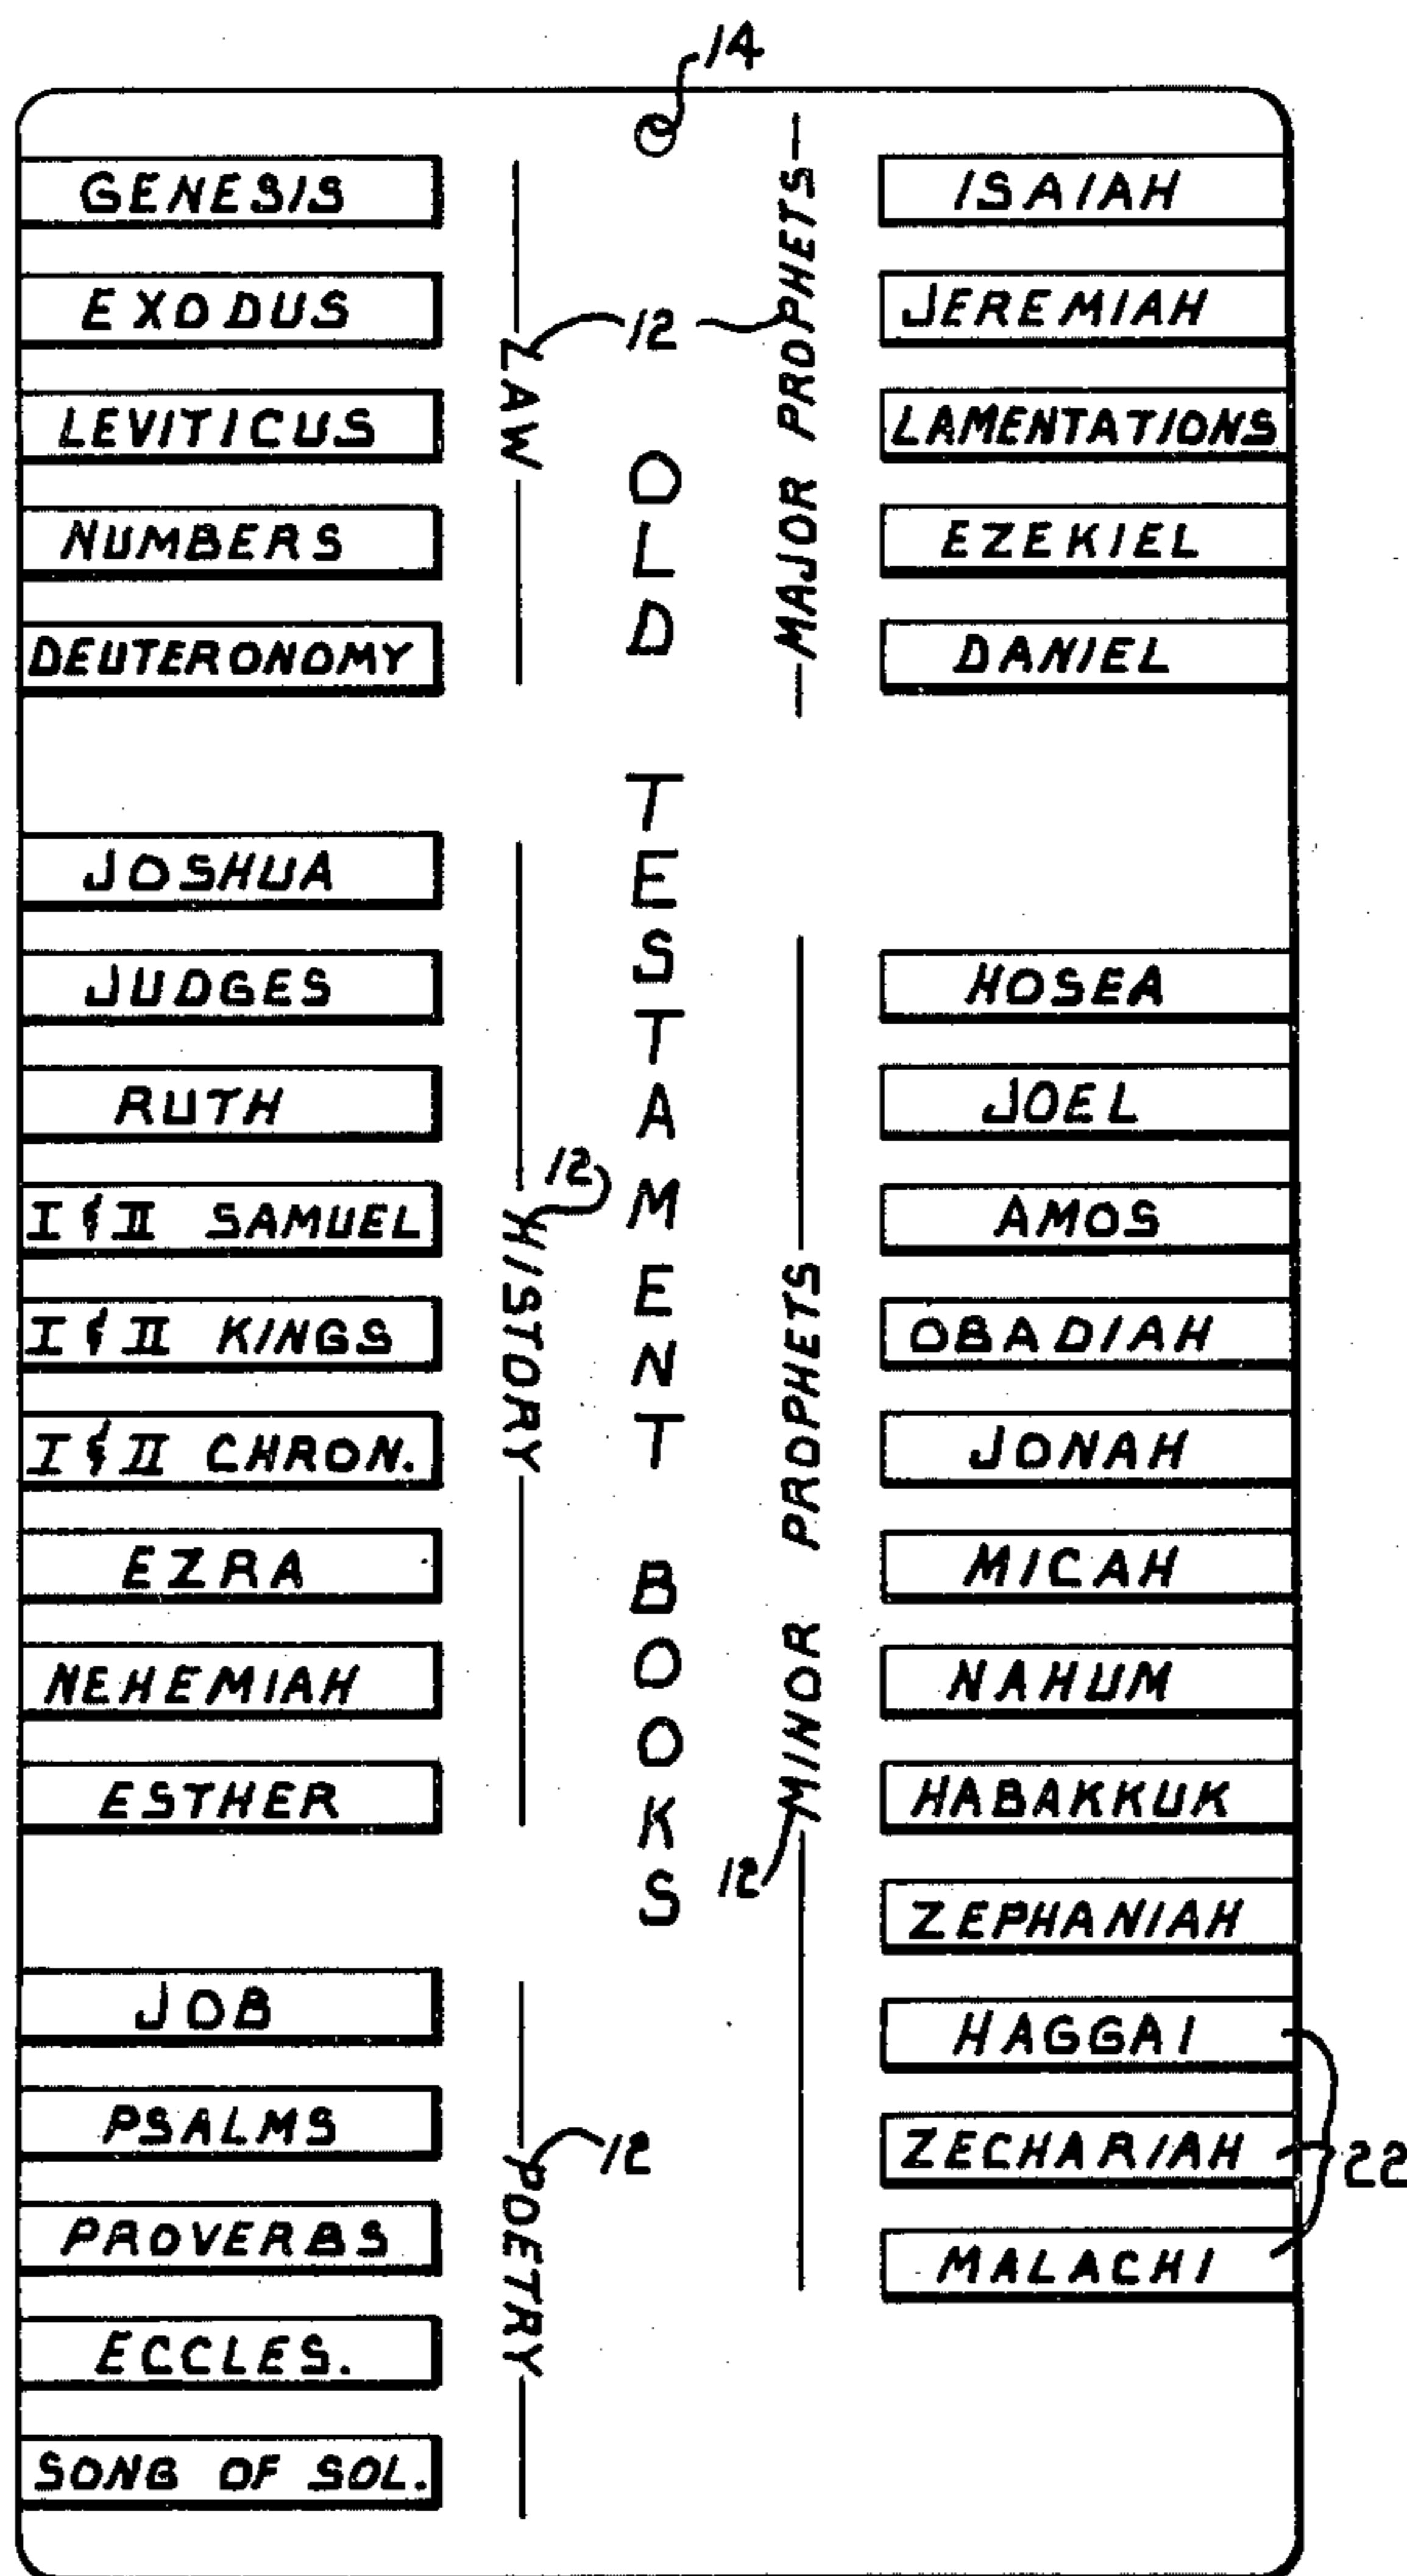 14
GENESIS
EXODUS
LEVITICUS
NUMBERS
DEUTERONOMY
LAW
12
JOSHUA
JUDGES
RUTH
I & II SAMUEL
I & II KINGS
I & II CHRON.
EZRA
NEHEMIAH
ESTHER
HISTORY
12
JOB
PSALMS
PROVERBS
ECCLES.
SONG OF SOL.
POETRY
12
OLD TESTAMENT BOOKS
MAJOR PROPHETS
ISAIAH
JEREMIAH
LAMENTATIONS
EZEKIEL
DANIEL
MINOR PROPHETS
12
HOSEA
JOEL
AMOS
OBADIAH
JONAH
MICAH
NAHUM
HABAKKUK
ZEPHANIAH
HAGGAI
ZECHARIAH
MALACHI
22